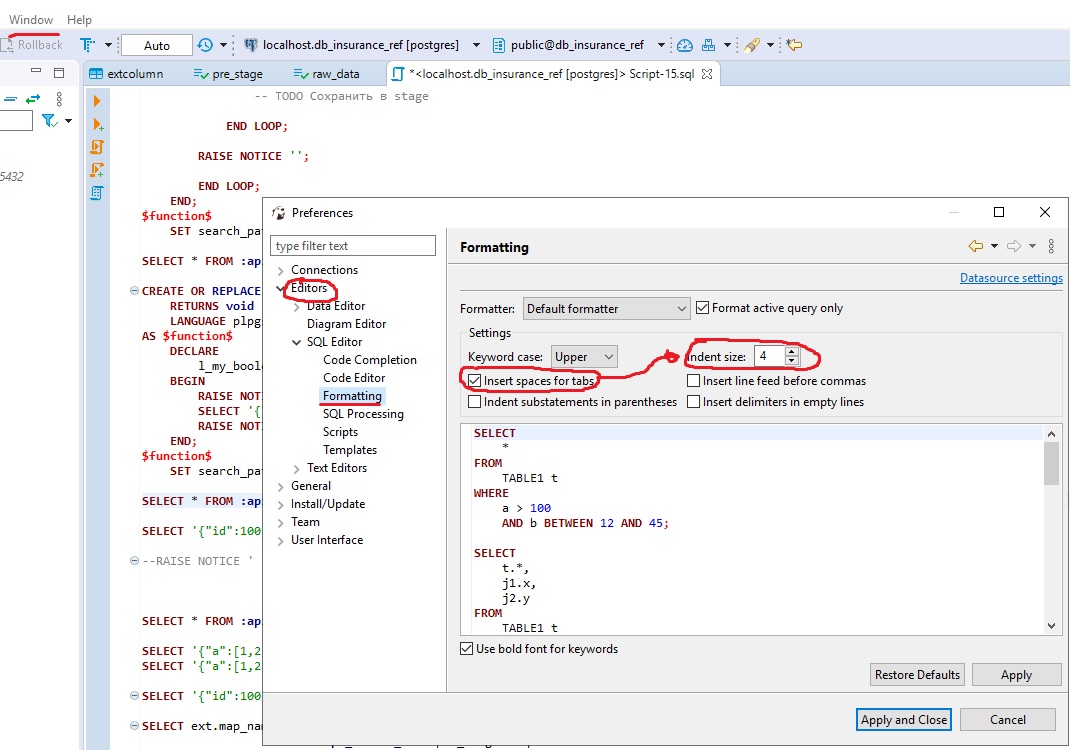 Window Help
Rollback Auto localhost.db_insurance_ref [postgres] public@db_insurance_ref
extcolumn pre_stage raw_data *<localhost.db_insurance_ref [postgres]> Script-15.sql
-- TODO Сохранить в stage
END LOOP;
RAISE NOTICE '';
5432
END LOOP;
END;
$function$
SET search_pa
SELECT * FROM :ap
CREATE OR REPLACE
RETURNS void
LANGUAGE plpg
AS $function$
DECLARE
l_my_boola
BEGIN
RAISE NOT
SELECT '{
RAISE NOT
END;
$function$
SET search_pa
SELECT * FROM :ap
SELECT '{"id":100
--RAISE NOTICE '
SELECT * FROM :ap
SELECT '{"a":[1,2
SELECT '{"a":[1,2
SELECT '{"id":100
SELECT ext.map_na
Preferences
type filter text
Connections
Editors
Data Editor
Diagram Editor
SQL Editor
Code Completion
Code Editor
Formatting
SQL Processing
Scripts
Templates
Text Editors
General
Install/Update
Team
User Interface
Formatting
Datasource settings
Formatter: Default formatter Format active query only
Settings
Keyword case: Upper Indent size: 4
Insert spaces for tabs Insert line feed before commas
Indent substatements in parentheses Insert delimiters in empty lines
SELECT
*
FROM
TABLE1 t
WHERE
a > 100
AND b BETWEEN 12 AND 45;
SELECT
t.*,
j1.x,
j2.y
FROM
TABLE1 t
Use bold font for keywords
Restore Defaults Apply
Apply and Close Cancel